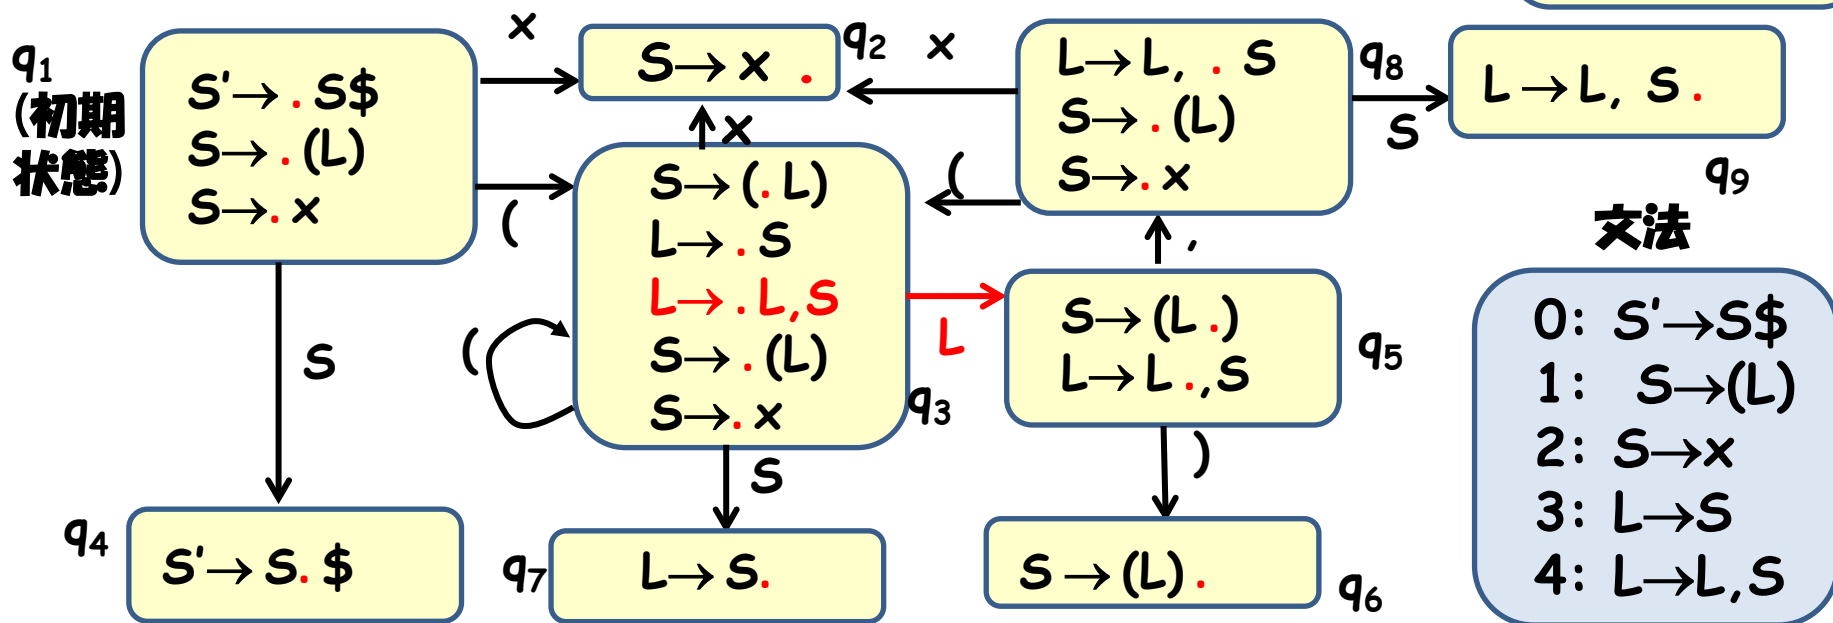 q1
(初期
状態)
S'→ . S$
S→ . (L)
S→. x
x
(
S
S→ x .
q2
x
x
L→L, . S
S→ . (L)
S→. x
q8
S
L →L, S .
q9
(
,
S→(. L)
L→ . S
L→ . L,S
S→ . (L)
S→. x
q3
(
L
S→ (L .)
L→ L .,S
q5
)
S
q4
S'→ S. $
q7
L→ S.
S →(L) .
q6
文法
0: S'→S$
1: S→(L)
2: S→x
3: L→S
4: L→L,S